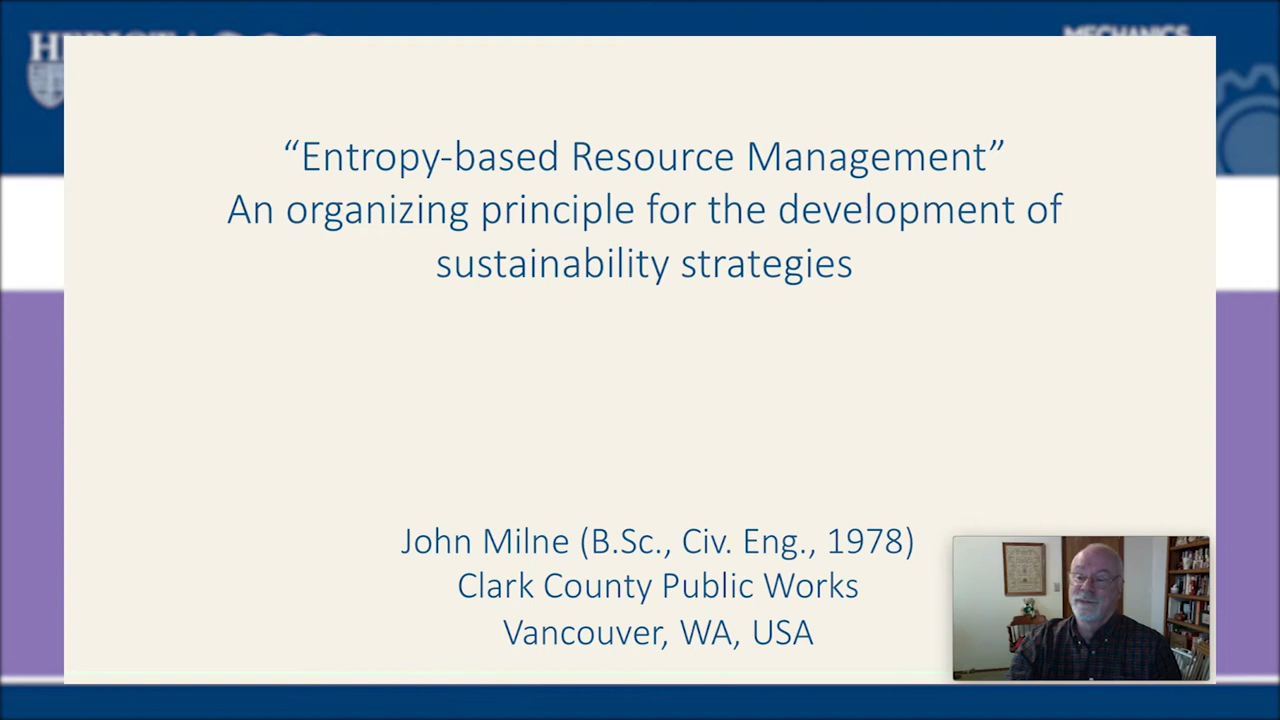 “Entropy-based Resource Management”
An organizing principle for the development of
sustainability strategies
John Milne (B.Sc., Civ. Eng., 1978)
Clark County Public Works
Vancouver, WA, USA
MECHANICS